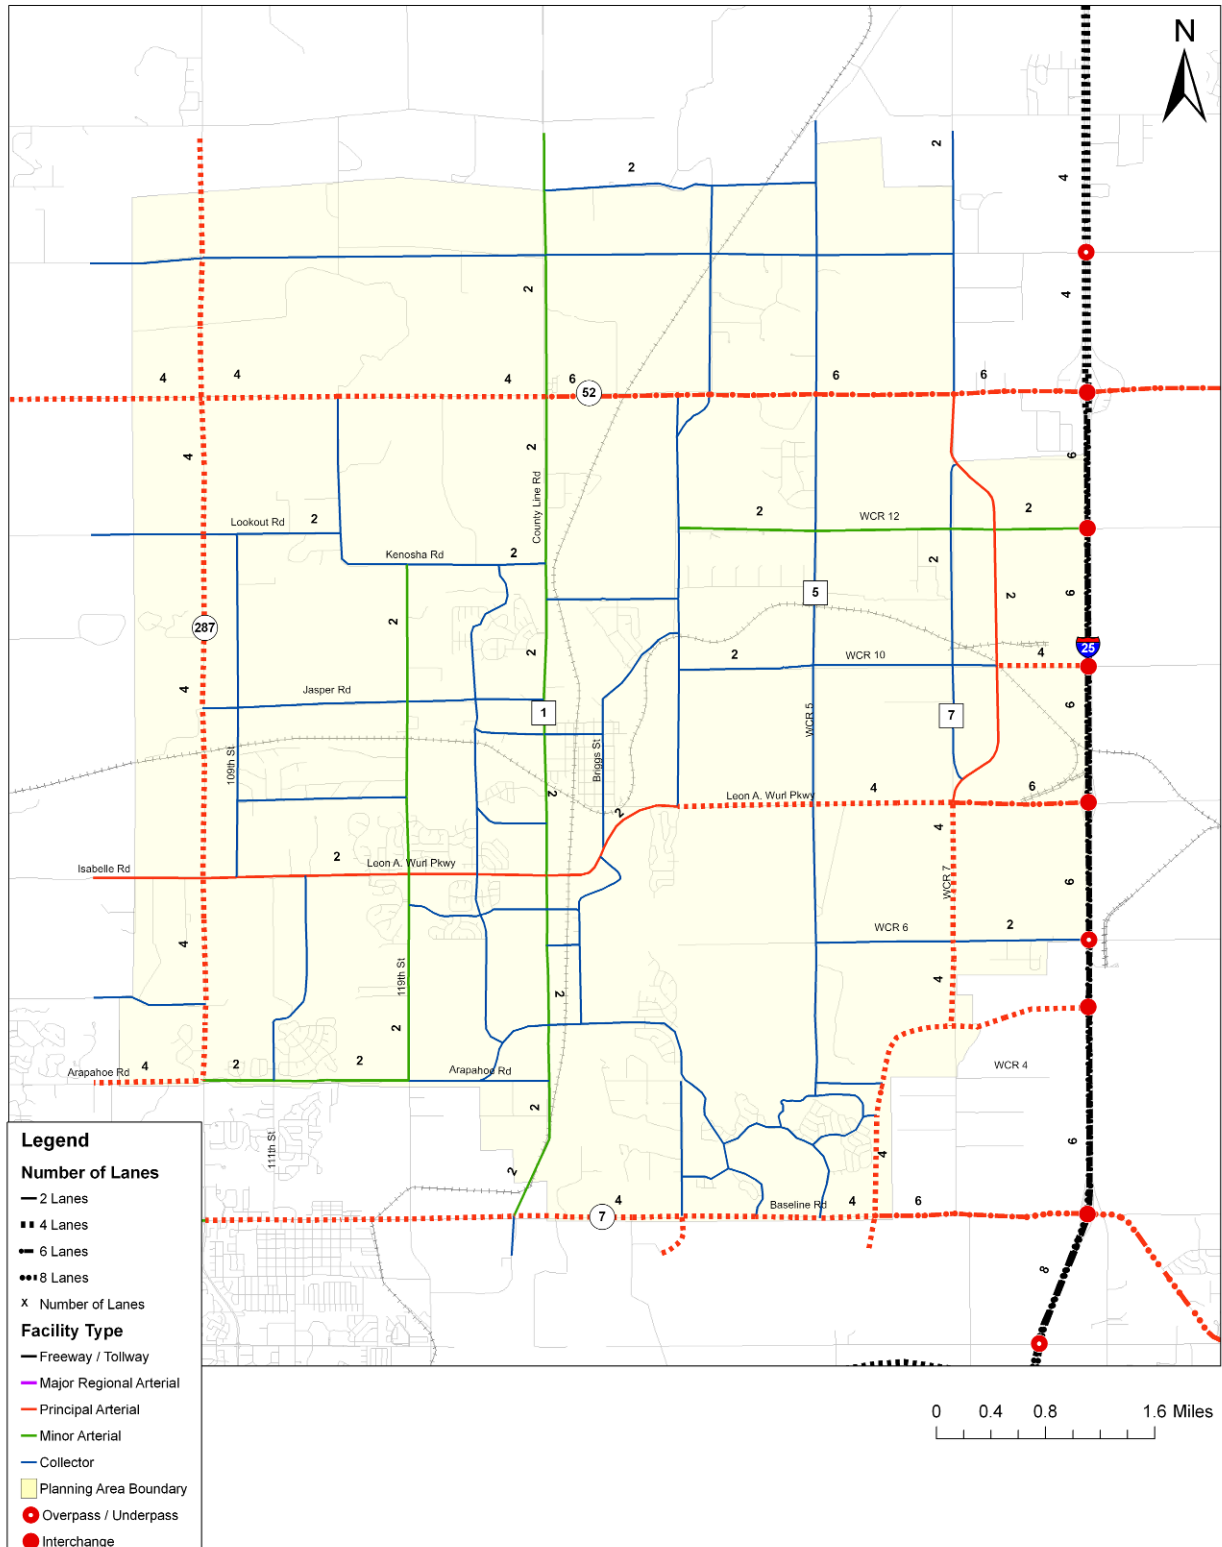 N
2
2
4
2
4
4
4
4
6
6
6
52
4
2
6
County Line Rd
Lookout Rd
2
2
WCR 12
2
Kenosha Rd
2
2
5
2
2
6
287
2
2
2
WCR 10
4
25
4
Jasper Rd
1
WCR 5
7
6
109th St
Briggs St
2
Leon A. Wurl Pkwy
4
6
2
4
Isabelle Rd
2
Leon A. Wurl Pkwy
WCR 7
6
4
WCR 6
2
119th St
2
4
2
Arapahoe Rd
4
2
2
Arapahoe Rd
WCR 4
2
111th St
2
4
6
4
7
Baseline Rd
4
6
8
Legend
Number of Lanes
2 Lanes
4 Lanes
6 Lanes
8 Lanes
X Number of Lanes
Facility Type
Freeway / Tollway
Major Regional Arterial
Principal Arterial
Minor Arterial
Collector
Planning Area Boundary
Overpass / Underpass
Interchange
0 0.4 0.8 1.6 Miles